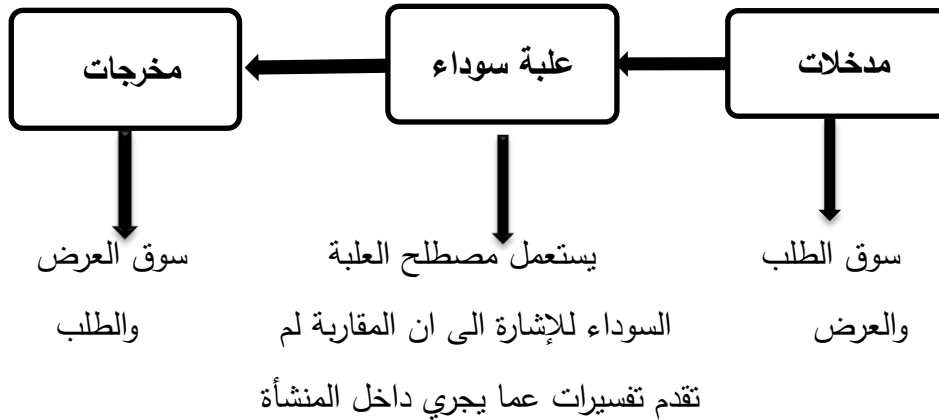 مدخلات
علبة سوداء
مخرجات
سوق الطلب
والعرض
يستعمل مصطلح العلبة
السوداء للإشارة الى ان المقاربة لم
تقدم تفسيرات عما يجري داخل المنشأة
سوق العرض
والطلب